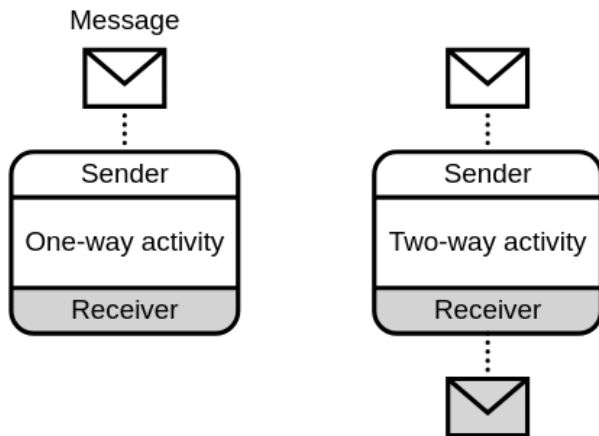 Message
Sender
One-way activity
Receiver
Sender
Two-way activity
Receiver